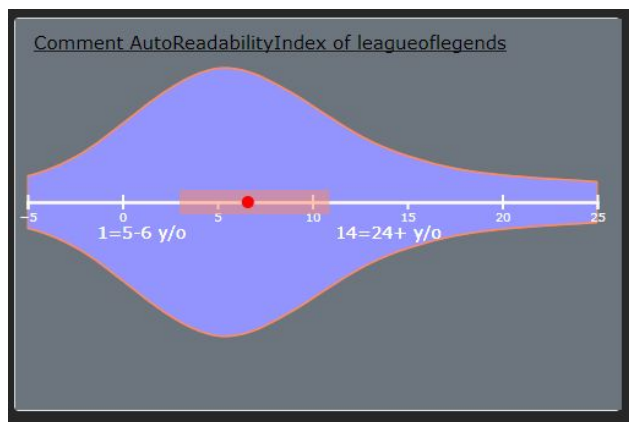 Comment AutoReadabilityIndex of leagueoflegends
−5 0 5 10 15 20 25
1=5-6 y/o 14=24+ y/o